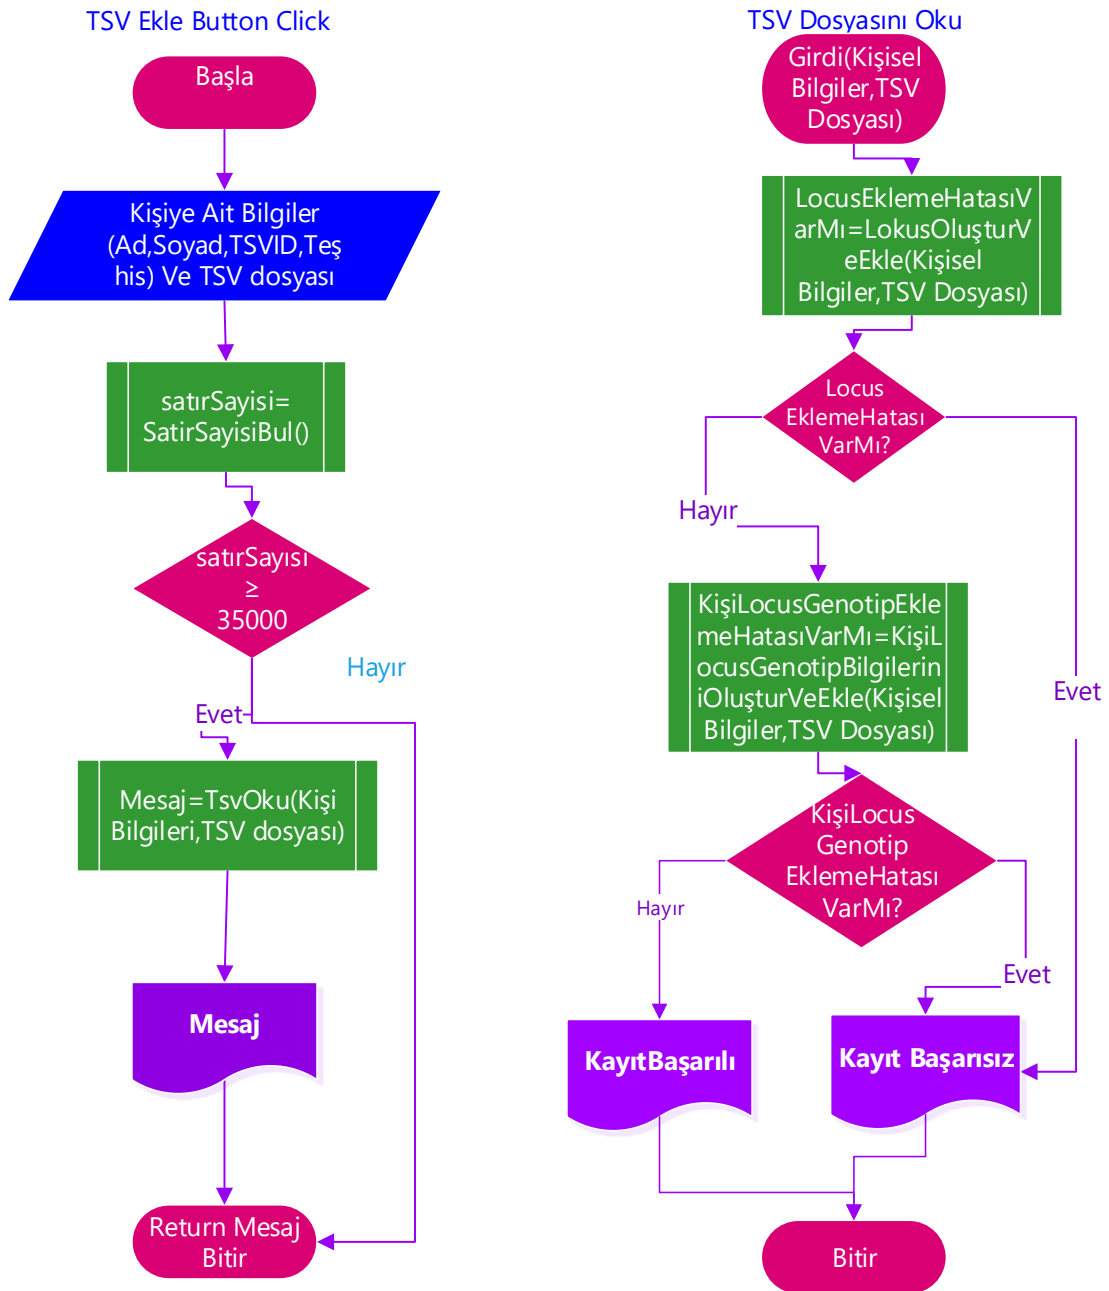 TSV Ekle Button Click
Başla
Kişiye Ait Bilgiler
(Ad,Soyad,TSVID,Teş
his) Ve TSV dosyası
satırSayisi=
SatirSayisiBul()
satırSayısı
≥
35000
Hayır
Evet
Mesaj=TsvOku(Kişi
Bilgileri,TSV dosyası)
Mesaj
Return Mesaj
Bitir
TSV Dosyasını Oku
Girdi(Kişisel
Bilgiler,TSV
Dosyası)
LocusEklemeHatasıV
arMı=LokusOluşturV
eEkle(Kişisel
Bilgiler,TSV Dosyası)
Locus
EklemeHatası
VarMı?
Hayır
Evet
KişiLocusGenotipEkle
meHatasıVarMı=KişiL
ocusGenotipBilgilerin
iOluşturVeEkle(Kişisel
Bilgiler,TSV Dosyası)
KişiLocus
Genotip
EklemeHatası
VarMı?
Hayır
Evet
KayıtBaşarılı
Kayıt Başarısız
Bitir